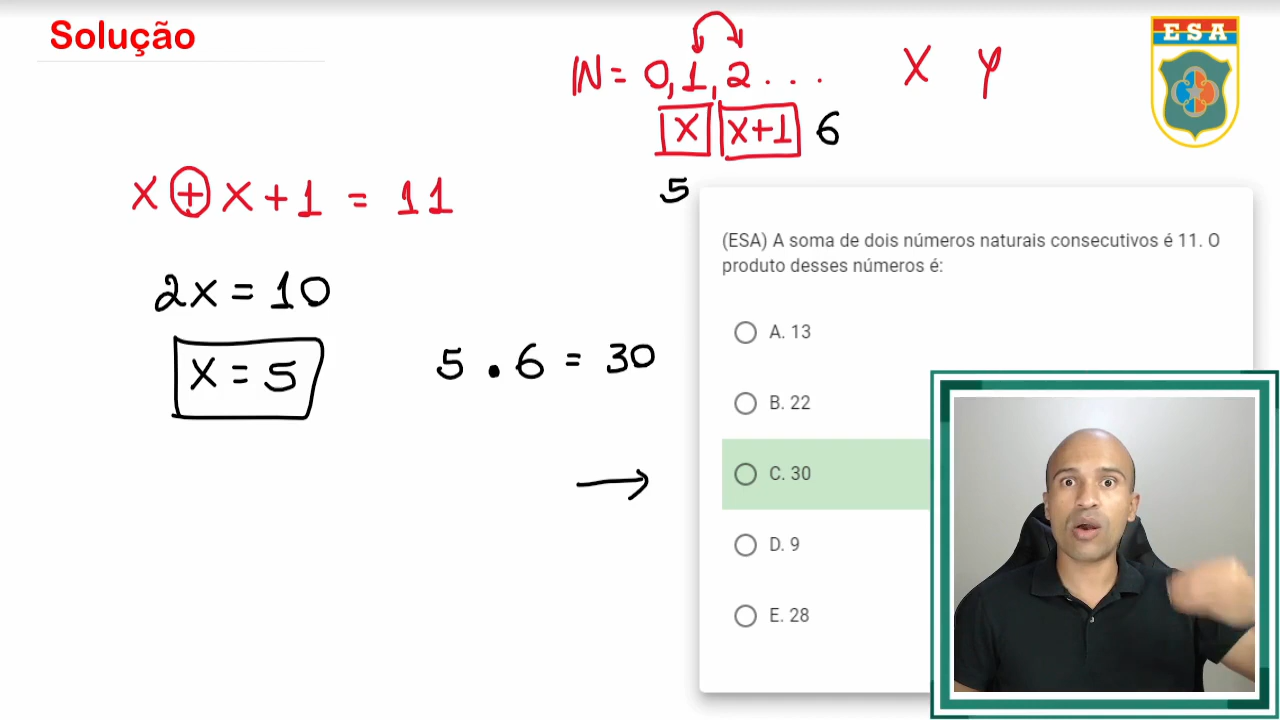 Solução
ESA
IN = 0, 1, 2 . . .
X Y
X X+1 6
5
X + X + 1 = 11
2X = 10
X = 5
5 . 6 = 30
(ESA) A soma de dois números naturais consecutivos é 11. O
produto desses números é:
A. 13
B. 22
C. 30
D. 9
E. 28